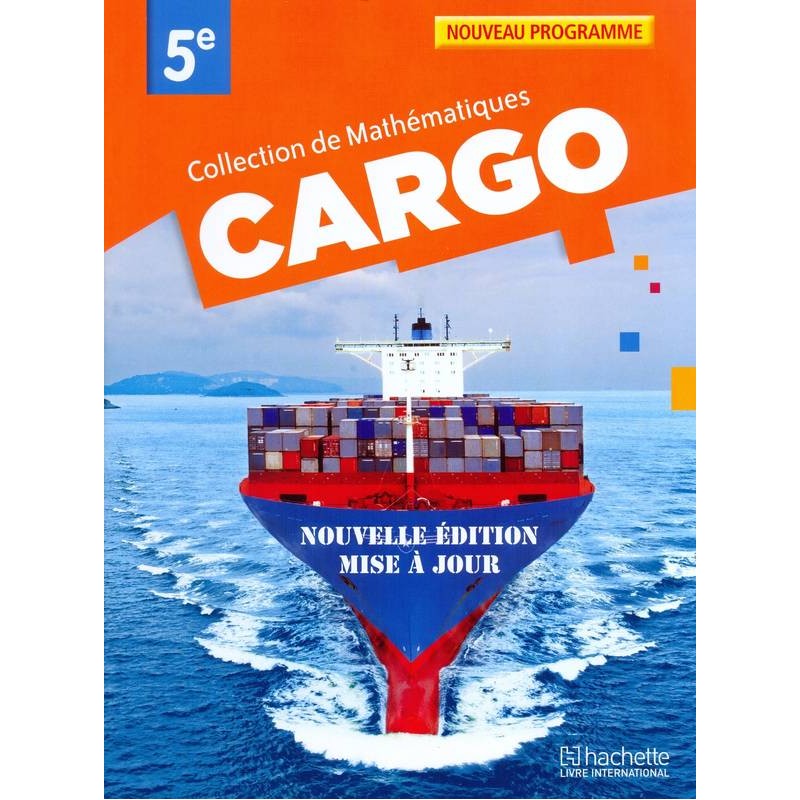 5e
NOUVEAU PROGRAMME
Collection de Mathématiques
CARGO
NOUVELLE ÉDITION
MISE À JOUR
hachette
LIVRE INTERNATIONAL